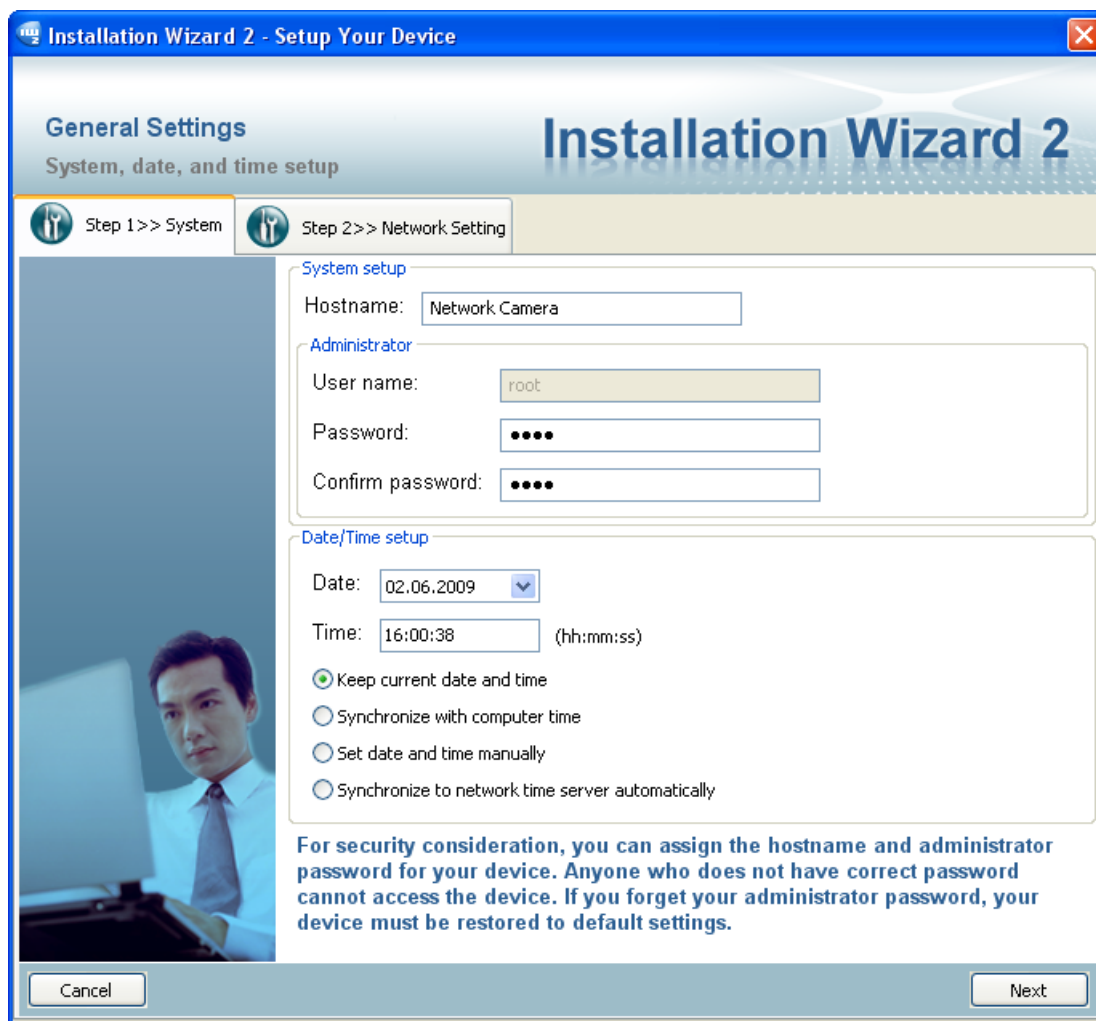 Installation Wizard 2 - Setup Your Device
General Settings
System, date, and time setup
Installation Wizard 2
Step 1>> System
Step 2>> Network Setting
System setup
Hostname: Network Camera
Administrator
User name: root
Password: ••••
Confirm password: ••••
Date/Time setup
Date: 02.06.2009
Time: 16:00:38 (hh:mm:ss)
Keep current date and time
Synchronize with computer time
Set date and time manually
Synchronize to network time server automatically
For security consideration, you can assign the hostname and administrator
password for your device. Anyone who does not have correct password
cannot access the device. If you forget your administrator password, your
device must be restored to default settings.
Cancel
Next